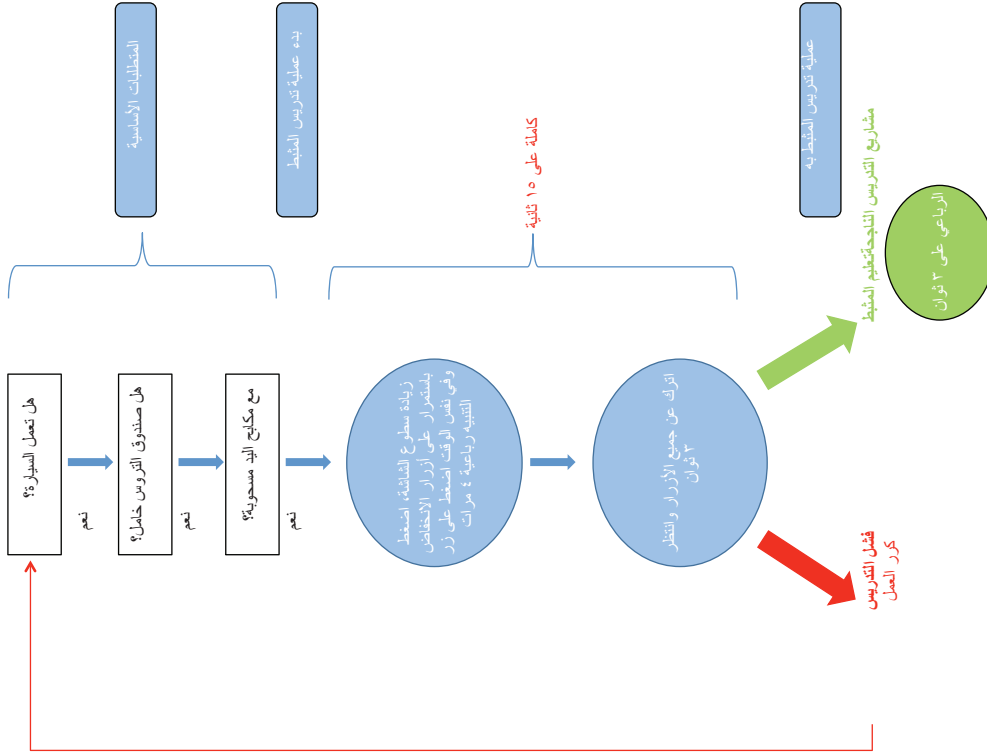 المتطلبات الأساسية
بدء عملية تدريس المثبط
كاملة على ١٥ ثانية
عملية تدريس المثبط به
هل تعمل السيارة؟
نعم
هل صندوق التروس خامل؟
نعم
مع مكابح اليد مسحوبة؟
نعم
زيادة سطوع الشاشة، اضغط
باستمرار على أزرار الانخفاض
وفي نفس الوقت اضغط على زر
التنبيه رباعية ٤ مرات
اترك عن جميع الأزرار وانتظر
٣ ثوان
مشاريع التدريس الناجحةتعليم المثبط
الرباعي على ٣ ثوان
فشل التدريس
كرر العمل